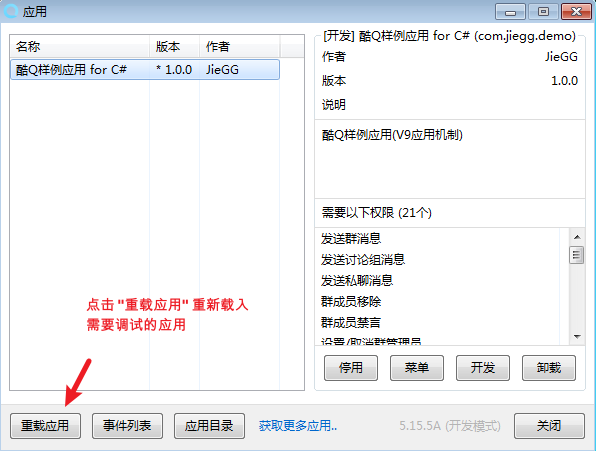 应用
名称 版本 作者
酷Q样例应用 for C# * 1.0.0 JieGG
点击 "重载应用" 重新载入
需要调试的应用
[开发] 酷Q样例应用 for C# (com.jiegg.demo)
作者 JieGG
版本 1.0.0
说明
酷Q样例应用(V9应用机制)
需要以下权限 (21个)
发送群消息
发送讨论组消息
发送私聊消息
群成员移除
群成员禁言
设置/取消群管理员
停用 菜单 开发 卸载
重载应用 事件列表 应用目录 获取更多应用.. 5.15.5A (开发模式) 关闭